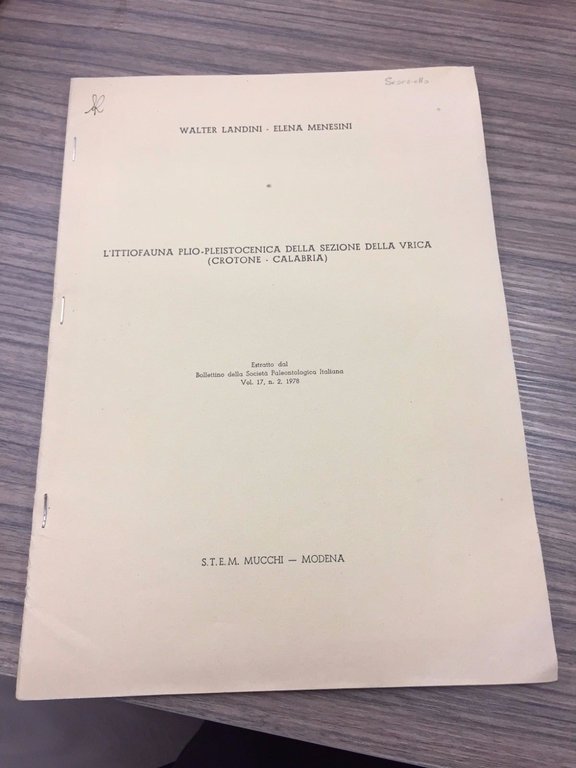 WALTER LANDINI - ELENA MENESINI
L'ITTIOFAUNA PLIO-PLEISTOCENICA DELLA SEZIONE DELLA VRICA
(CROTONE - CALABRIA)
Estratto dal
Bollettino della Società Paleontologica Italiana
Vol. 17, n. 2, 1978
S.T.E.M. MUCCHI — MODENA